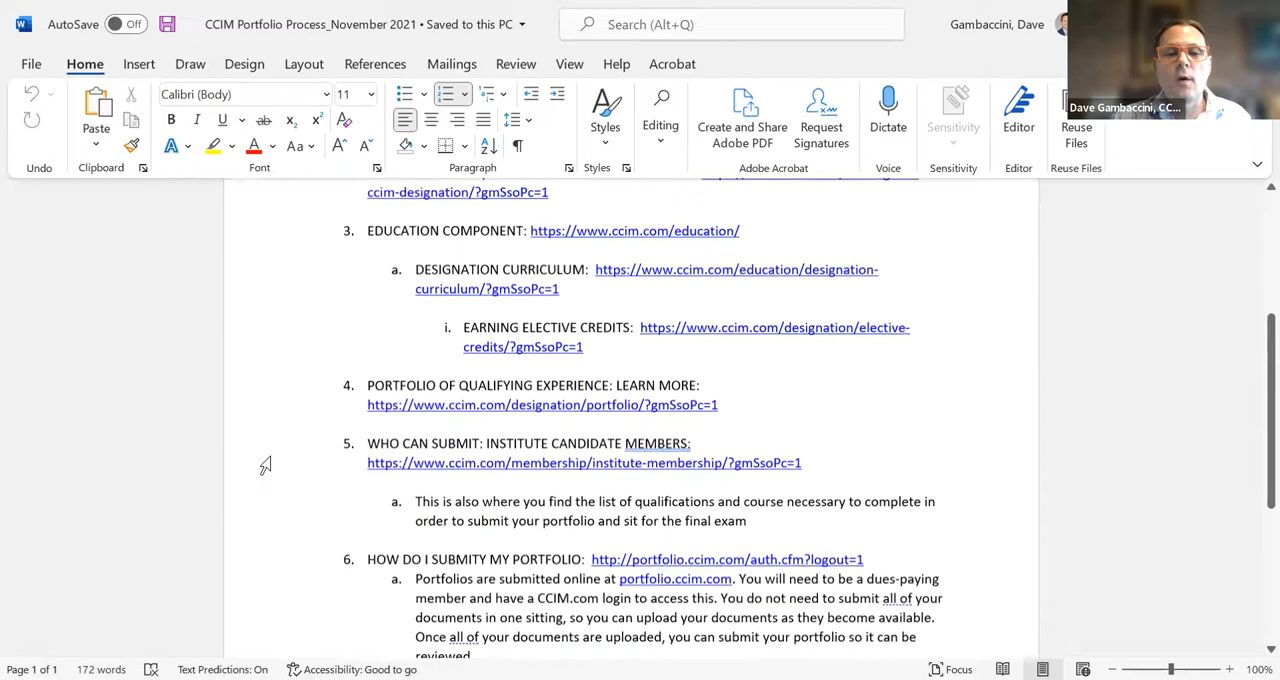 AutoSave Off CCIM Portfolio Process_November 2021 • Saved to this PC Search (Alt+Q) Gambaccini, Dave
File Home Insert Draw Design Layout References Mailings Review View Help Acrobat
Calibri (Body) 11
Paste Styles Editing Create and Share Adobe PDF Request Signatures Dictate Sensitivity Editor Reuse Files
Undo Clipboard Font Paragraph Styles Adobe Acrobat Voice Sensitivity Editor Reuse Files
Dave Gambaccini, CC...
ccim-designation/?gmSsoPc=1
3. EDUCATION COMPONENT: https://www.ccim.com/education/
a. DESIGNATION CURRICULUM: https://www.ccim.com/education/designation-
curriculum/?gmSsoPc=1
i. EARNING ELECTIVE CREDITS: https://www.ccim.com/designation/elective-
credits/?gmSsoPc=1
4. PORTFOLIO OF QUALIFYING EXPERIENCE: LEARN MORE:
https://www.ccim.com/designation/portfolio/?gmSsoPc=1
5. WHO CAN SUBMIT: INSTITUTE CANDIDATE MEMBERS:
https://www.ccim.com/membership/institute-membership/?gmSsoPc=1
a. This is also where you find the list of qualifications and course necessary to complete in
order to submit your portfolio and sit for the final exam
6. HOW DO I SUBMITY MY PORTFOLIO: http://portfolio.ccim.com/auth.cfm?logout=1
a. Portfolios are submitted online at portfolio.ccim.com. You will need to be a dues-paying
member and have a CCIM.com login to access this. You do not need to submit all of your
documents in one sitting, so you can upload your documents as they become available.
Once all of your documents are uploaded, you can submit your portfolio so it can be
reviewed
Page 1 of 1 172 words Text Predictions: On Accessibility: Good to go Focus 100%